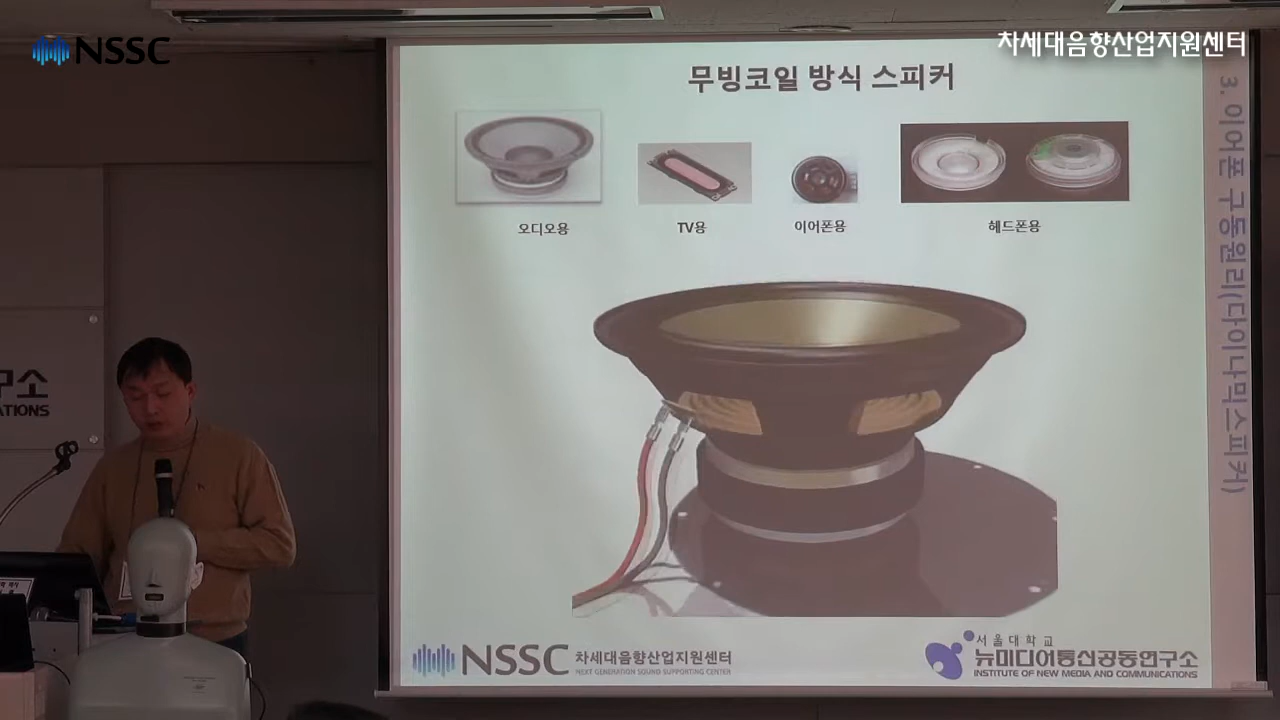 NSSC
차세대음향산업지원센터
무빙코일 방식 스피커
오디오용
TV용
이어폰용
헤드폰용
3. 이어폰 구동원리(다이나믹스피커)
구소
ATIONS
NSSC 차세대음향산업지원센터
NEXT GENERATION SOUND SUPPORTING CENTER
서울대학교
뉴미디어통신공동연구소
INSTITUTE OF NEW MEDIA AND COMMUNICATIONS